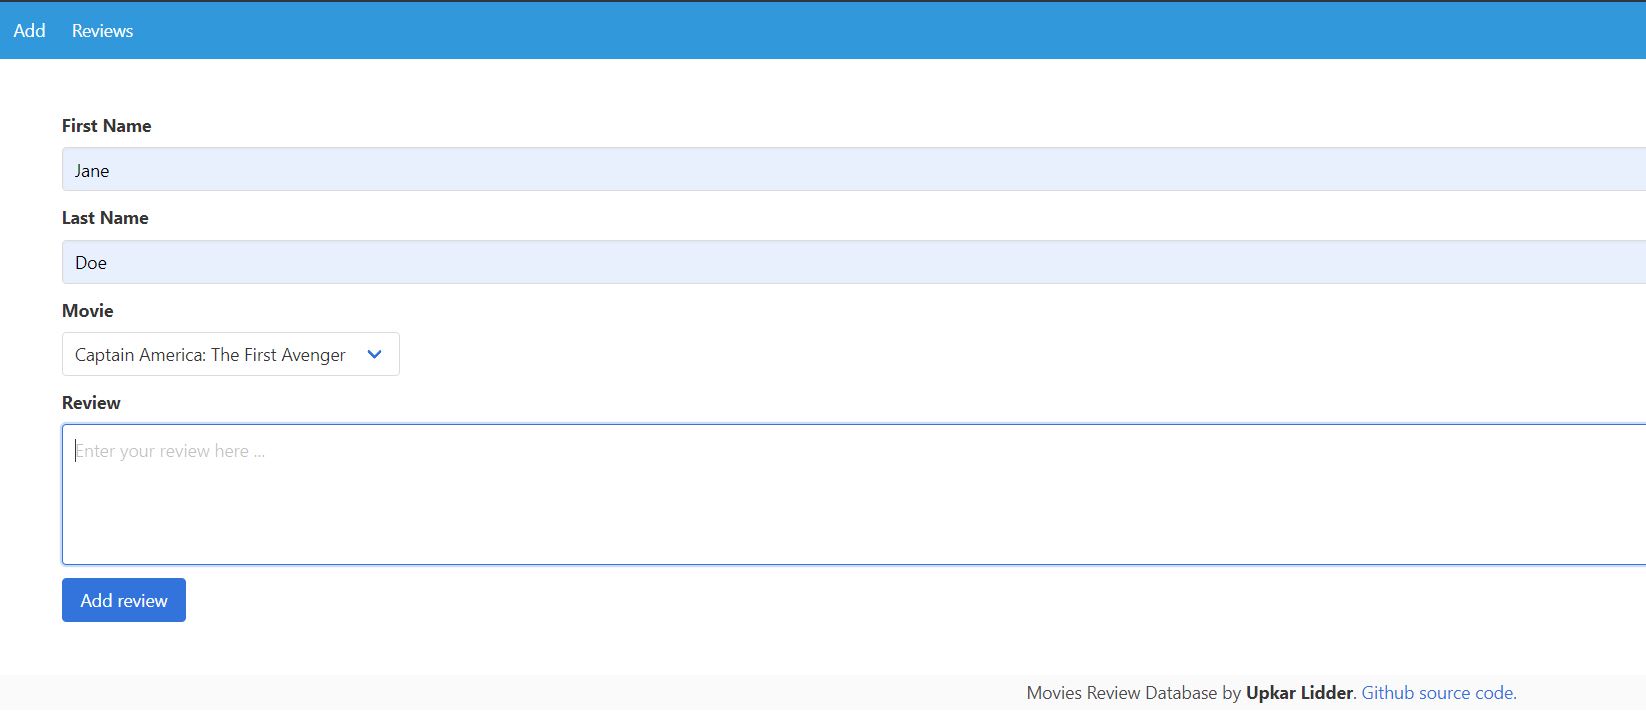 Add Reviews
First Name
Jane
Last Name
Doe
Movie
Captain America: The First Avenger
Review
Enter your review here ...
Add review
Movies Review Database by Upkar Lidder. Github source code.